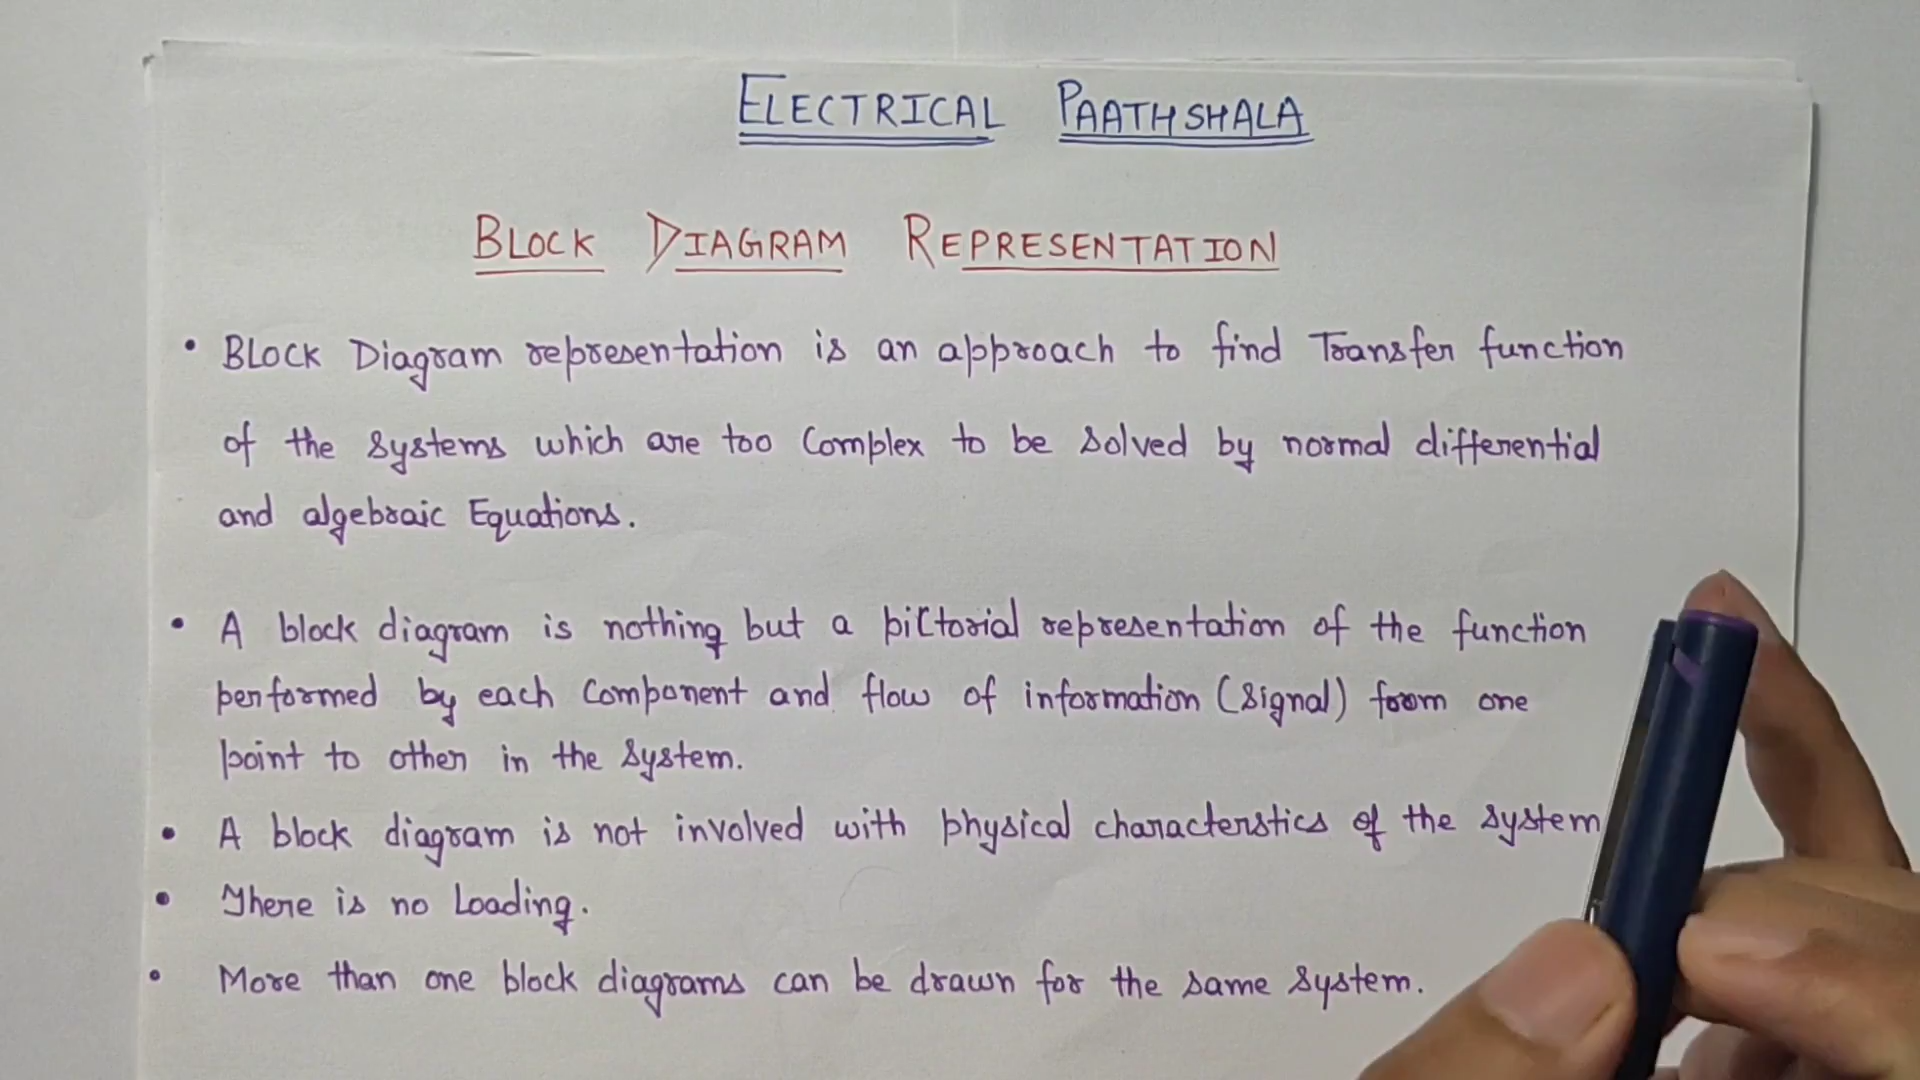 ELECTRICAL PAATHSHALA
BLOCK DIAGRAM REPRESENTATION
• BLOCK Diagram representation is an approach to find Transfer function
of the systems which are too Complex to be solved by normal differential
and algebraic Equations.
• A block diagram is nothing but a pictorial representation of the function
performed by each Component and flow of information (signal) from one
point to other in the system.
• A block diagram is not involved with physical characterstics of the system
• There is no Loading.
• More than one block diagrams can be drawn for the same system.